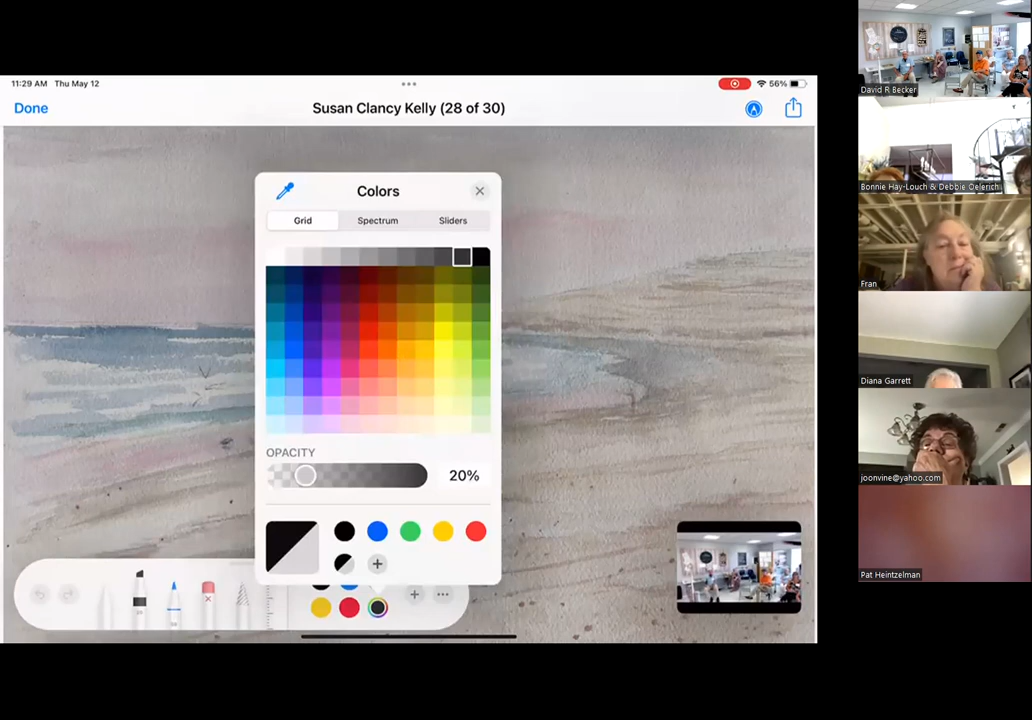 11:29 AM Thu May 12
56%
Done
Susan Clancy Kelly (28 of 30)
Colors
Grid
Spectrum
Sliders
OPACITY
20%
David R Becker
Bonnie Hay-Louch & Debbie Oelerich
Fran
Diana Garrett
joonvine@yahoo.com
Pat Heintzelman